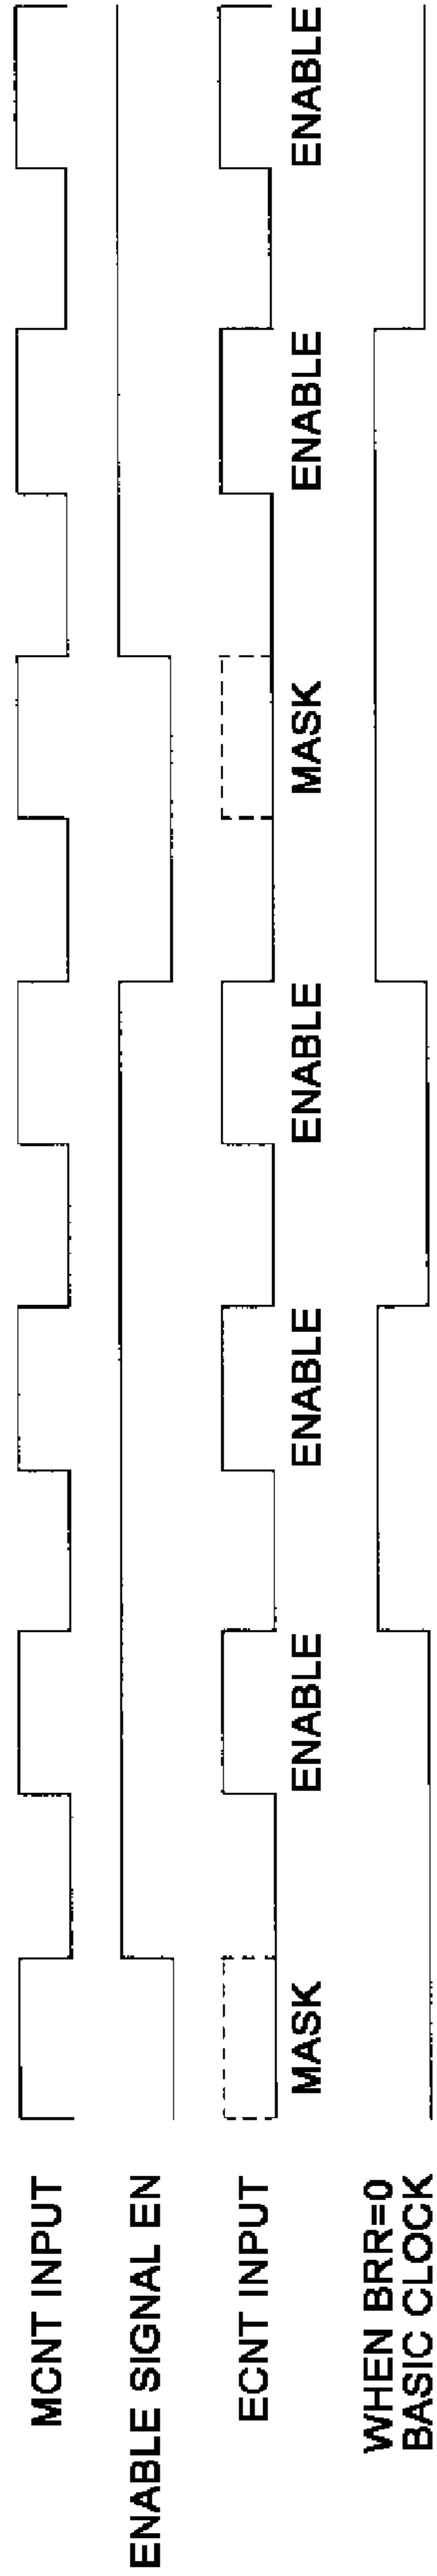 MCNT INPUT
ENABLE SIGNAL EN
ECNT INPUT
MASK
ENABLE
ENABLE
ENABLE
MASK
ENABLE
ENABLE
WHEN BRR=0
BASIC CLOCK